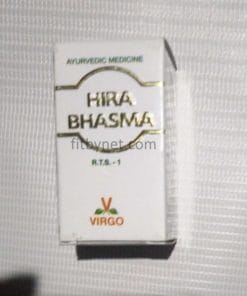 AYURVEDIC MEDICINE
HIRA
BHASMA
fitbynet.com
R.T.S. - 1
VIRGO